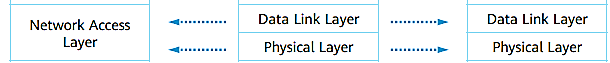 Network Access
Layer
Data Link Layer
Physical Layer
Data Link Layer
Physical Layer